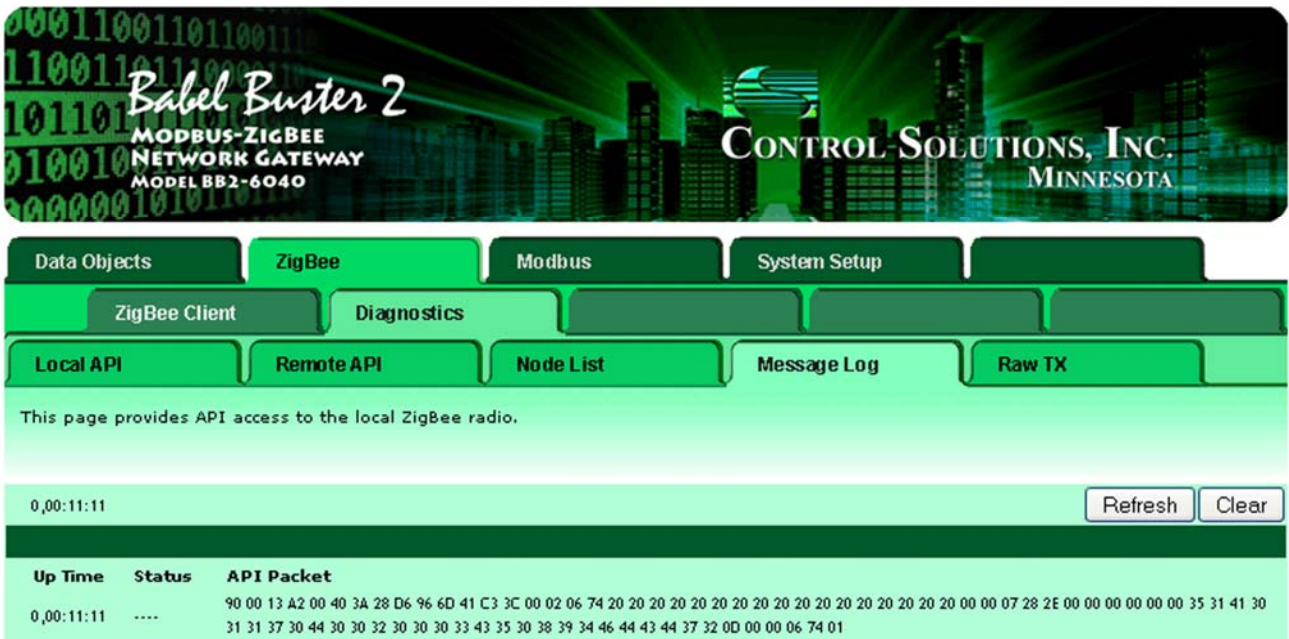 Babel Buster 2
MODBUS-ZIGBEE
NETWORK GATEWAY
MODEL BB2-6040
CONTROL SOLUTIONS, INC.
MINNESOTA
Data Objects ZigBee Modbus System Setup
ZigBee Client Diagnostics
Local API Remote API Node List Message Log Raw TX
This page provides API access to the local ZigBee radio.
0,00:11:11 Refresh Clear
Up Time Status API Packet
0,00:11:11 ---- 90 00 13 A2 00 40 3A 28 D6 96 6D 41 C3 3C 00 02 06 74 20 20 20 20 20 20 20 20 20 20 20 20 20 20 20 20 20 00 00 07 28 2E 00 00 00 00 00 00 35 31 41 30
31 31 37 30 44 30 30 32 30 30 30 33 43 35 30 38 39 34 46 44 43 44 37 32 0D 00 00 06 74 01